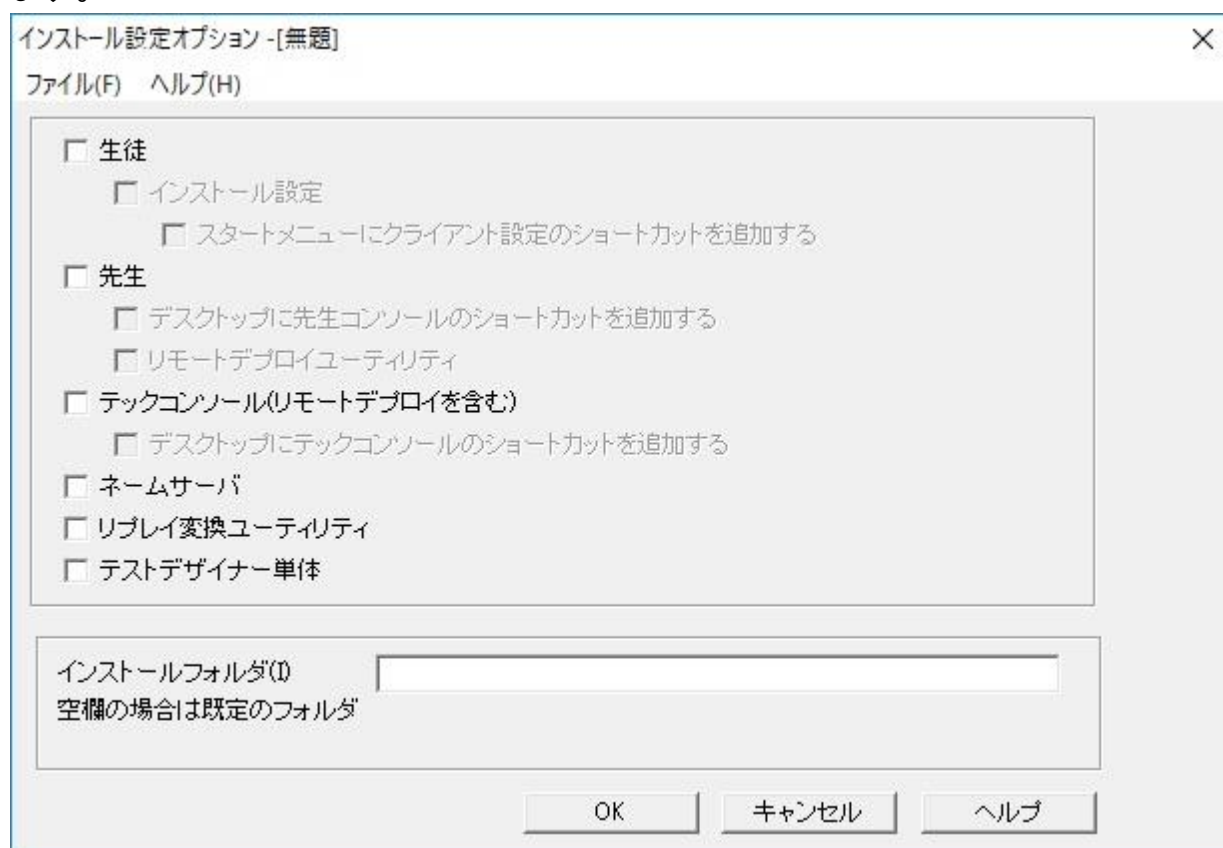 インストール設定オプション -[無題]
ファイル(F) ヘルプ(H)
生徒
インストール設定
スタートメニューにクライアント設定のショートカットを追加する
先生
デスクトップに先生コンソールのショートカットを追加する
リモートデプロイユーティリティ
テックコンソール(リモートデプロイを含む)
デスクトップにテックコンソールのショートカットを追加する
ネームサーバ
リプレイ変換ユーティリティ
テストデザイナー単体
インストールフォルダ(I)
空欄の場合は既定のフォルダ
OK キャンセル ヘルプ